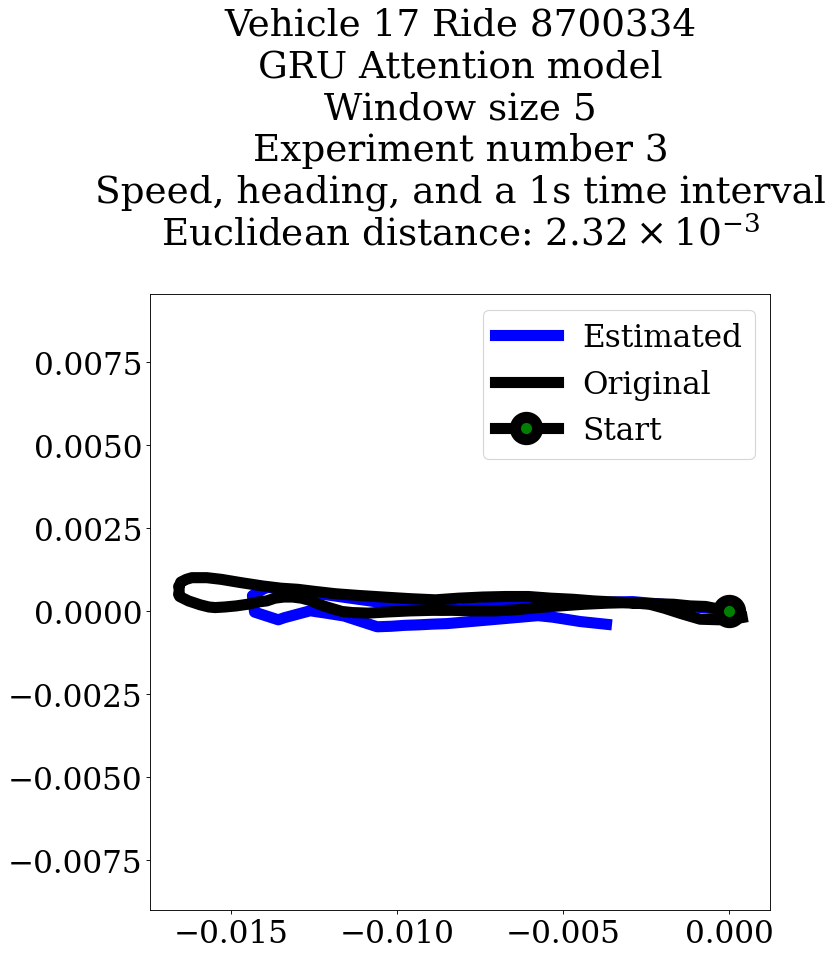 Vehicle 17 Ride 8700334
GRU Attention model
Window size 5
Experiment number 3
Speed, heading, and a 1s time interval
Euclidean distance: 2.32 × 10⁻³
Estimated
Original
Start
0.0075
0.0050
0.0025
0.0000
−0.0025
−0.0050
−0.0075
−0.015 −0.010 −0.005 0.000